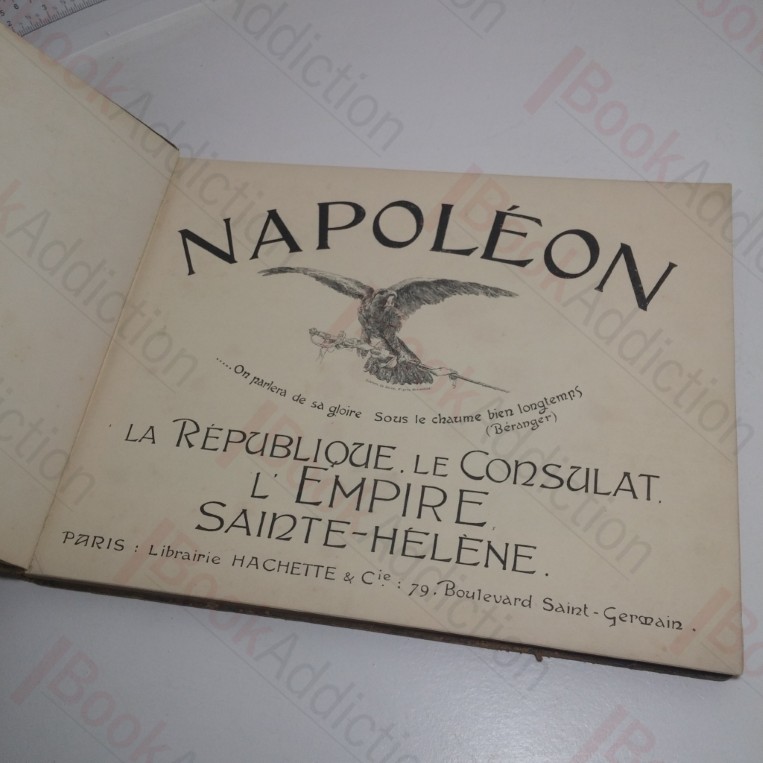 NAPOLÉON
.....On parlera de sa gloire Sous le chaume bien longtemps
(Béranger)
LA RÉPUBLIQUE. LE CONSULAT.
L'EMPIRE.
SAINTE-HÉLÈNE.
PARIS : Librairie HACHETTE & Cie : 79. Boulevard Saint-Germain.
BookAddiction